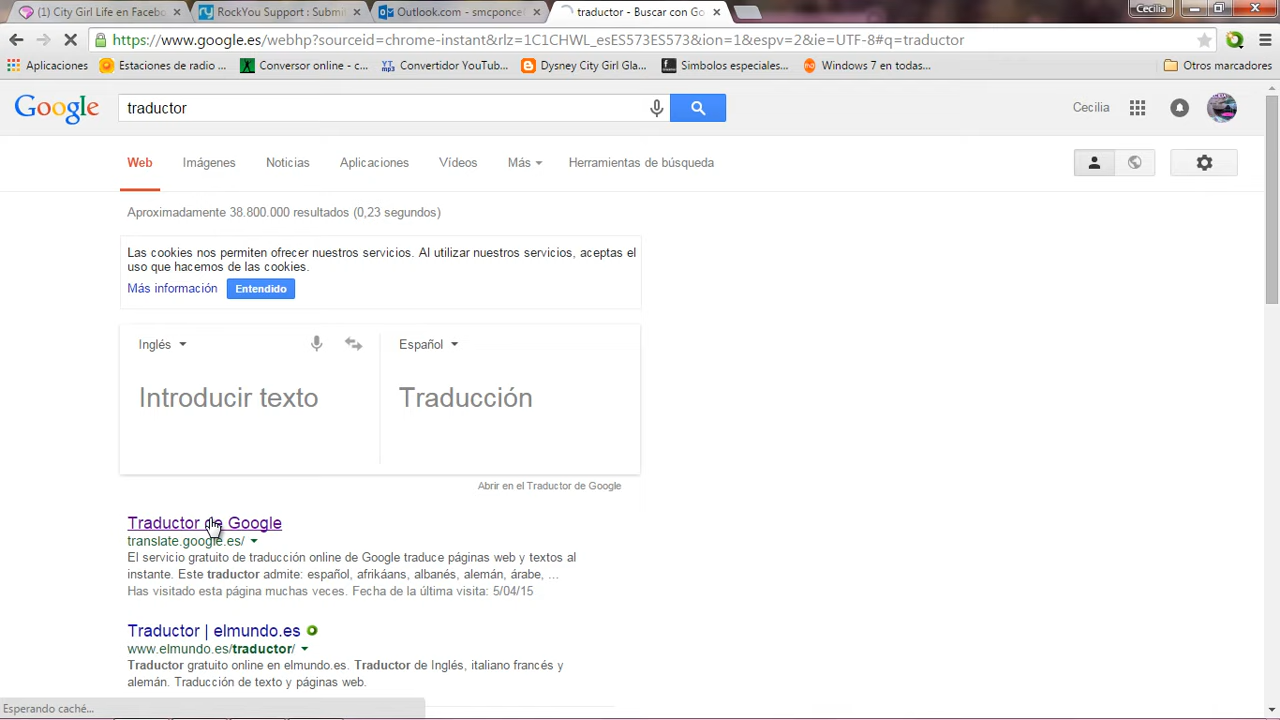 (1) City Girl Life en Facebo
RockYou Support : Submi
Outlook.com - smcponce
traductor - Buscar con Go
Cecilia
https://www.google.es/webhp?sourceid=chrome-instant&rlz=1C1CHWL_esES573ES573&ion=1&espv=2&ie=UTF-8#q=traductor
Aplicaciones
Estaciones de radio ...
Conversor online - c...
Convertidor YouTub...
Dysney City Girl Gla...
Simbolos especiales...
Windows 7 en todas...
Otros marcadores
Google
traductor
Cecilia
Web
Imágenes
Noticias
Aplicaciones
Vídeos
Más
Herramientas de búsqueda
Aproximadamente 38.800.000 resultados (0,23 segundos)
Las cookies nos permiten ofrecer nuestros servicios. Al utilizar nuestros servicios, aceptas el
uso que hacemos de las cookies.
Más información
Entendido
Inglés
Español
Introducir texto
Traducción
Abrir en el Traductor de Google
Traductor de Google
translate.google.es/
El servicio gratuito de traducción online de Google traduce páginas web y textos al
instante. Este traductor admite: español, afrikáans, albanés, alemán, árabe, ...
Has visitado esta página muchas veces. Fecha de la última visita: 5/04/15
Traductor | elmundo.es
www.elmundo.es/traductor/
Traductor gratuito online en elmundo.es. Traductor de Inglés, italiano francés y
alemán. Traducción de texto y páginas web.
Esperando caché...